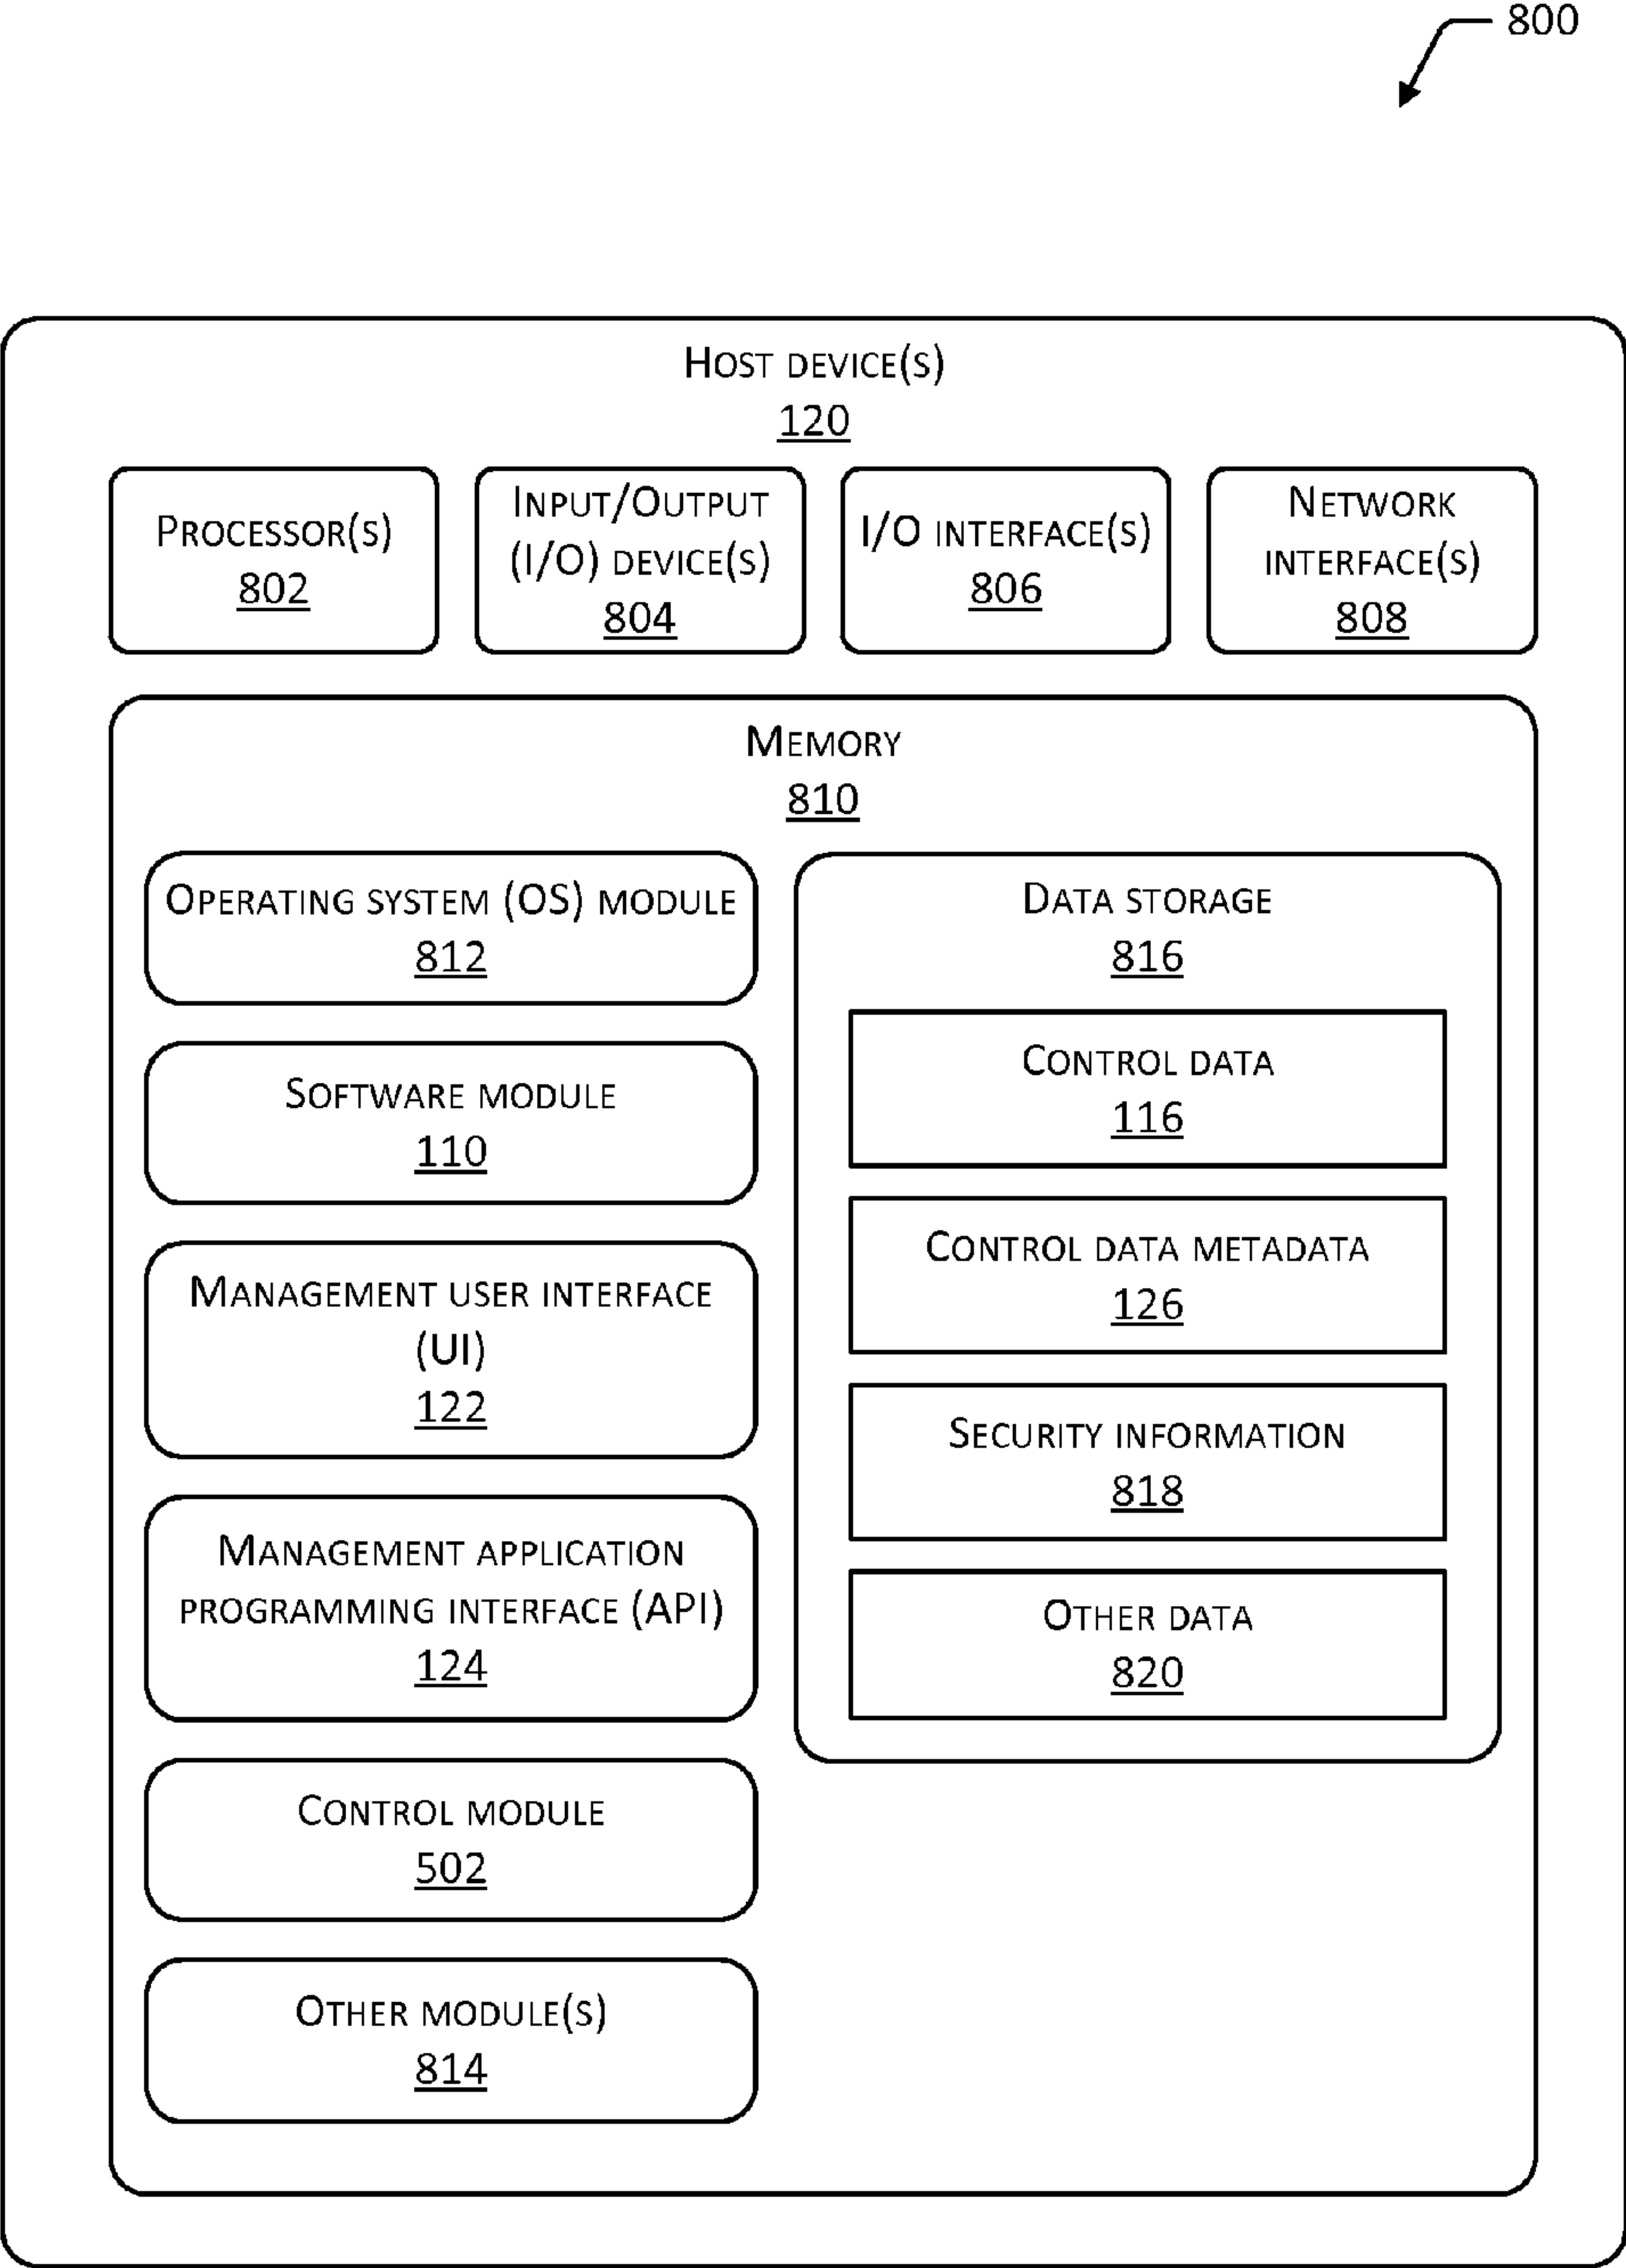 800
Host device(s)
120
Processor(s)
802
Input/Output
(I/O) device(s)
804
I/O interface(s)
806
Network
interface(s)
808
Memory
810
Operating system (OS) module
812
Software module
110
Management user interface
(UI)
122
Management application
programming interface (API)
124
Control module
502
Other module(s)
814
Data storage
816
Control data
116
Control data metadata
126
Security information
818
Other data
820